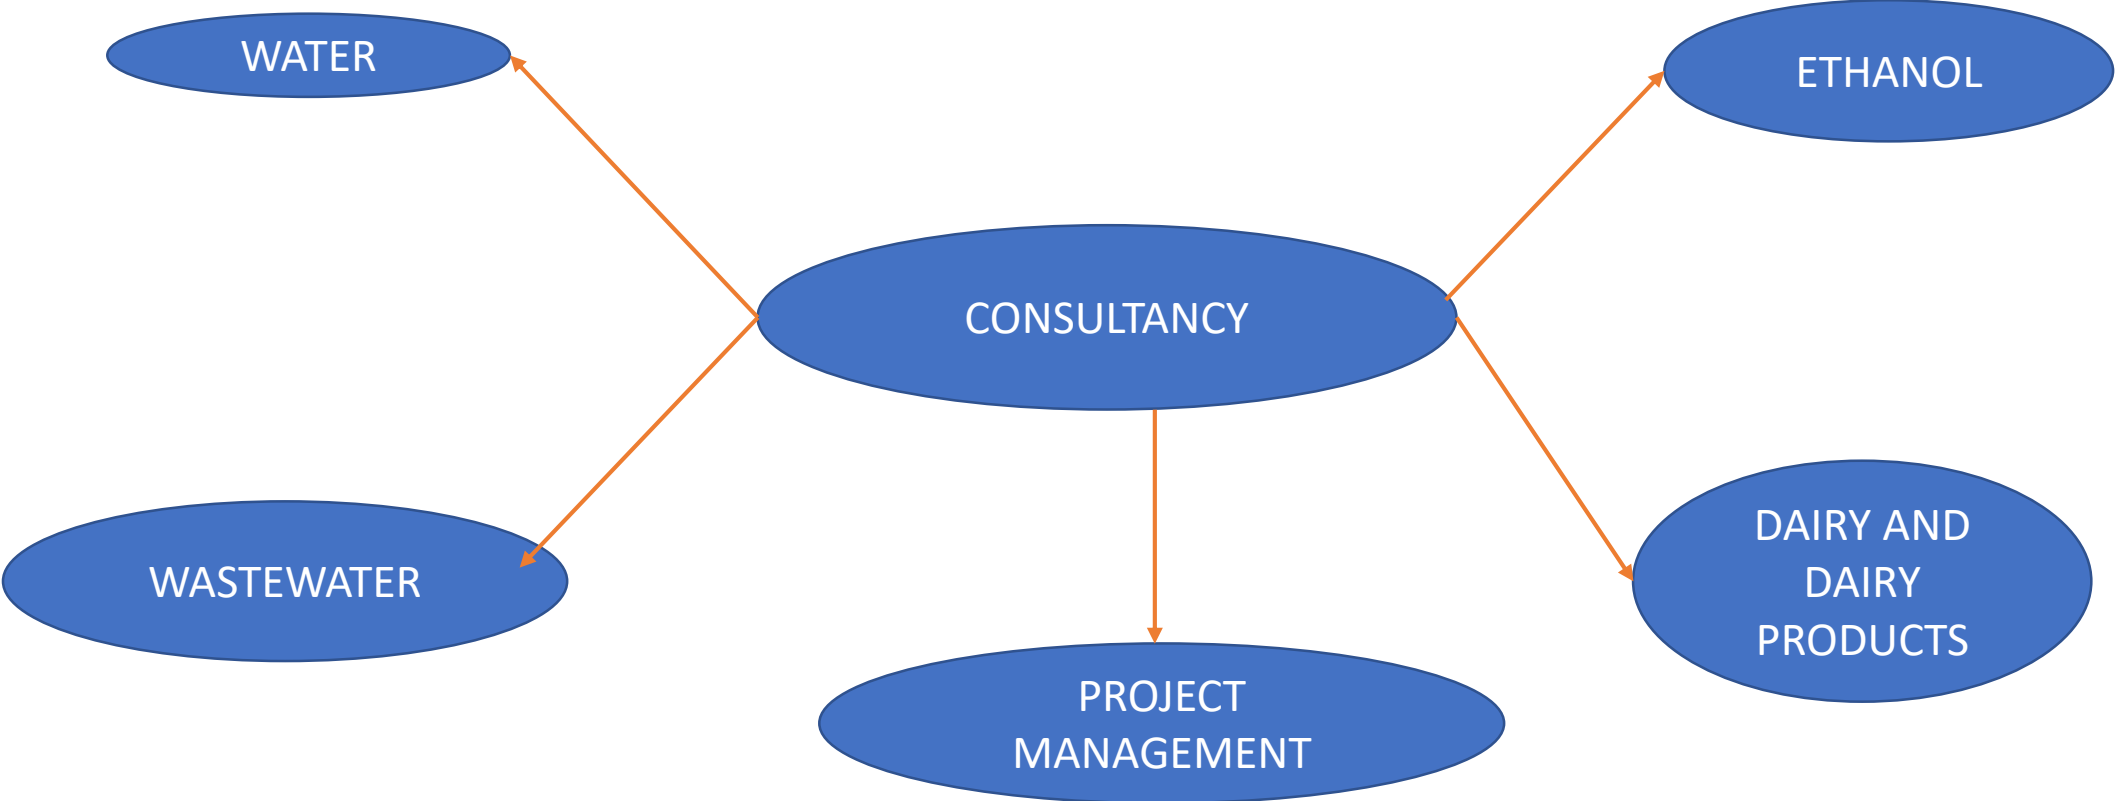 WATER
ETHANOL
CONSULTANCY
WASTEWATER
DAIRY AND
DAIRY
PRODUCTS
PROJECT
MANAGEMENT